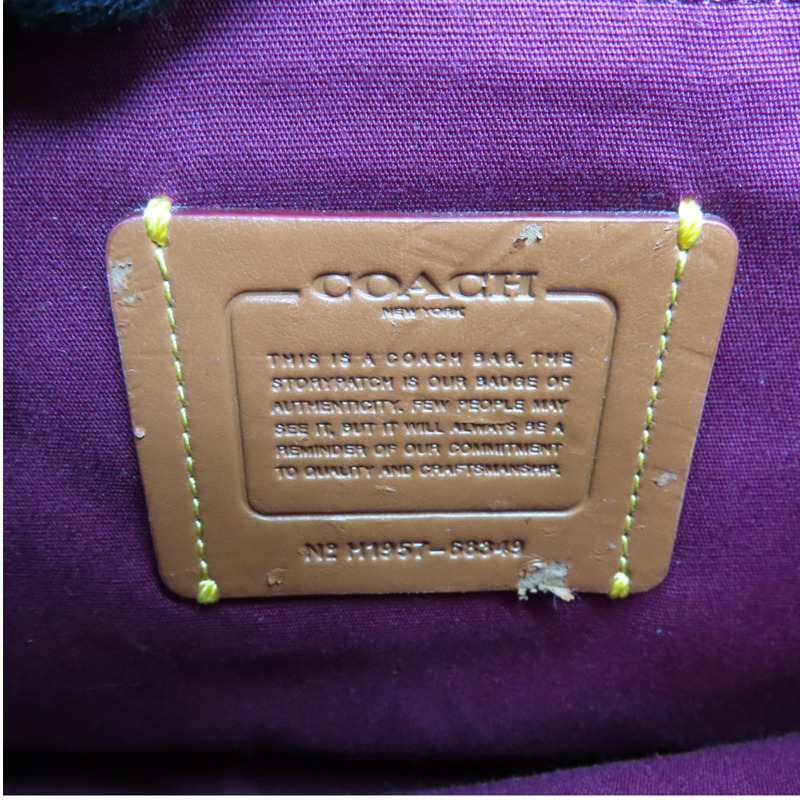 COACH
NEW YORK
THIS IS A COACH BAG. THE
STORYPATCH IS OUR BADGE OF
AUTHENTICITY. FEW PEOPLE MAY
SEE IT, BUT IT WILL ALWAYS BE A
REMINDER OF OUR COMMITMENT
TO QUALITY AND CRAFTSMANSHIP.
Nº H1957-68849